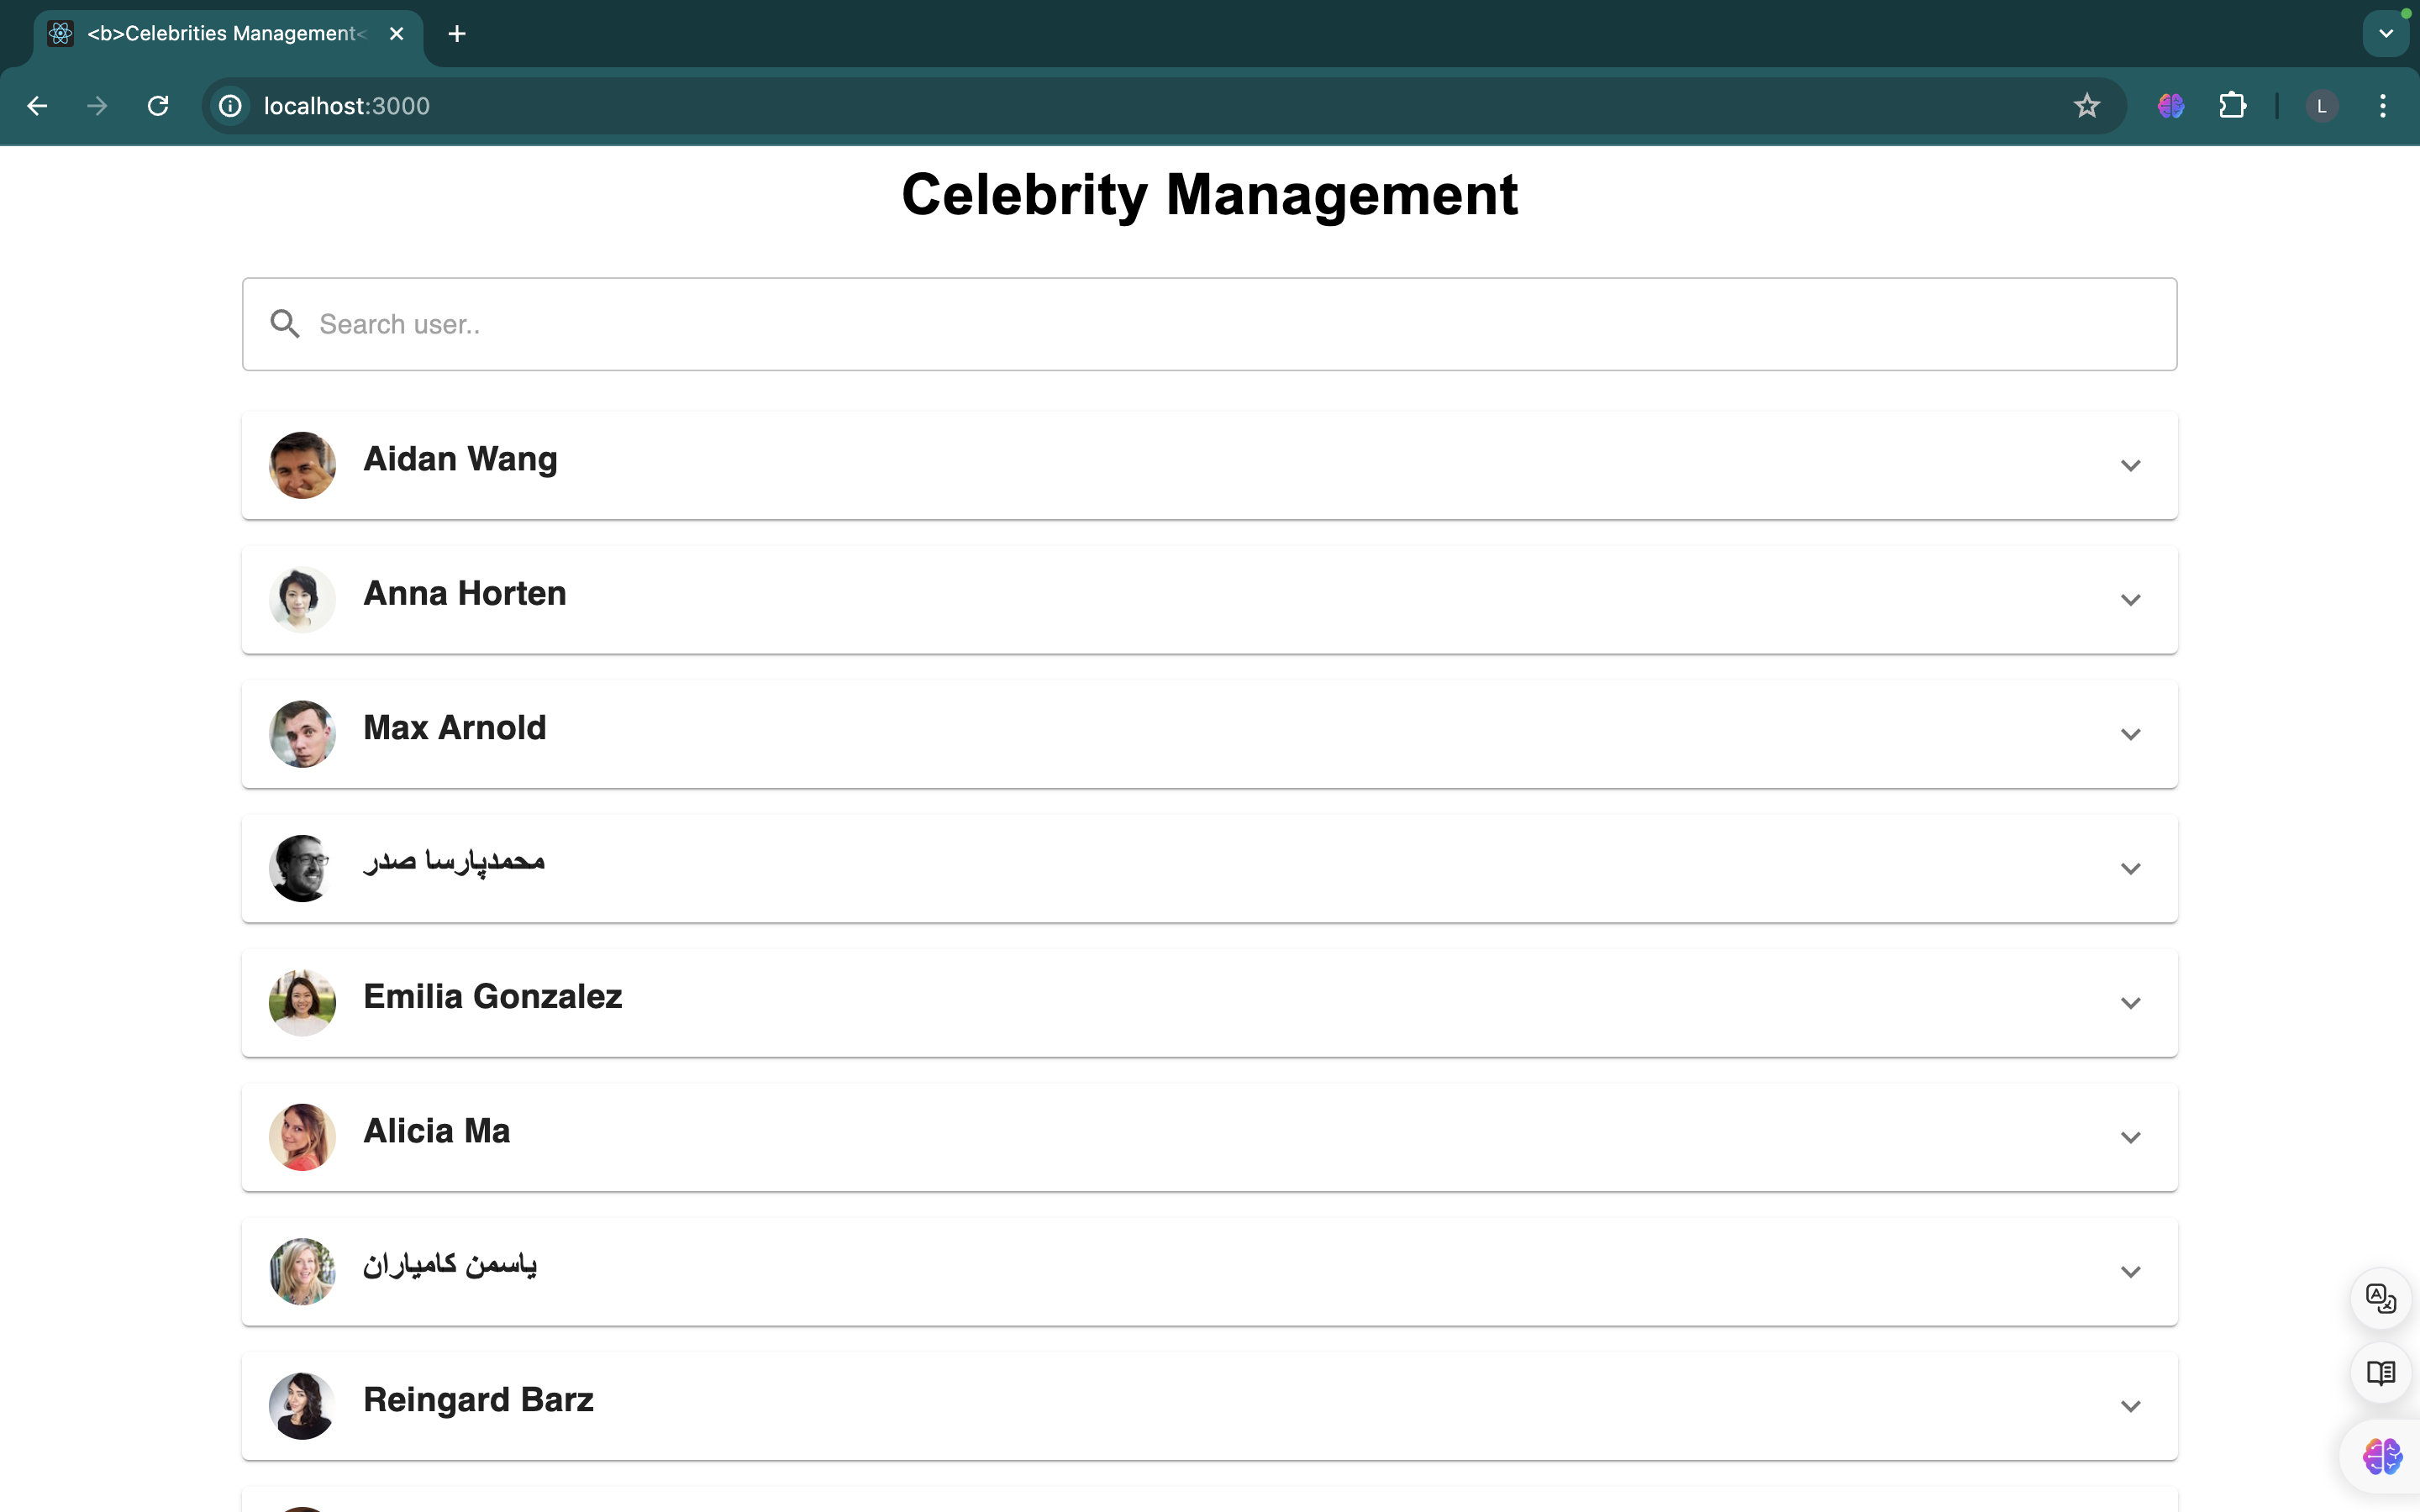 <b>Celebrities Management<
localhost:3000
L
Celebrity Management
Search user..
Aidan Wang
Anna Horten
Max Arnold
محمدپارسا صدر
Emilia Gonzalez
Alicia Ma
یاسمن کامیاران
Reingard Barz